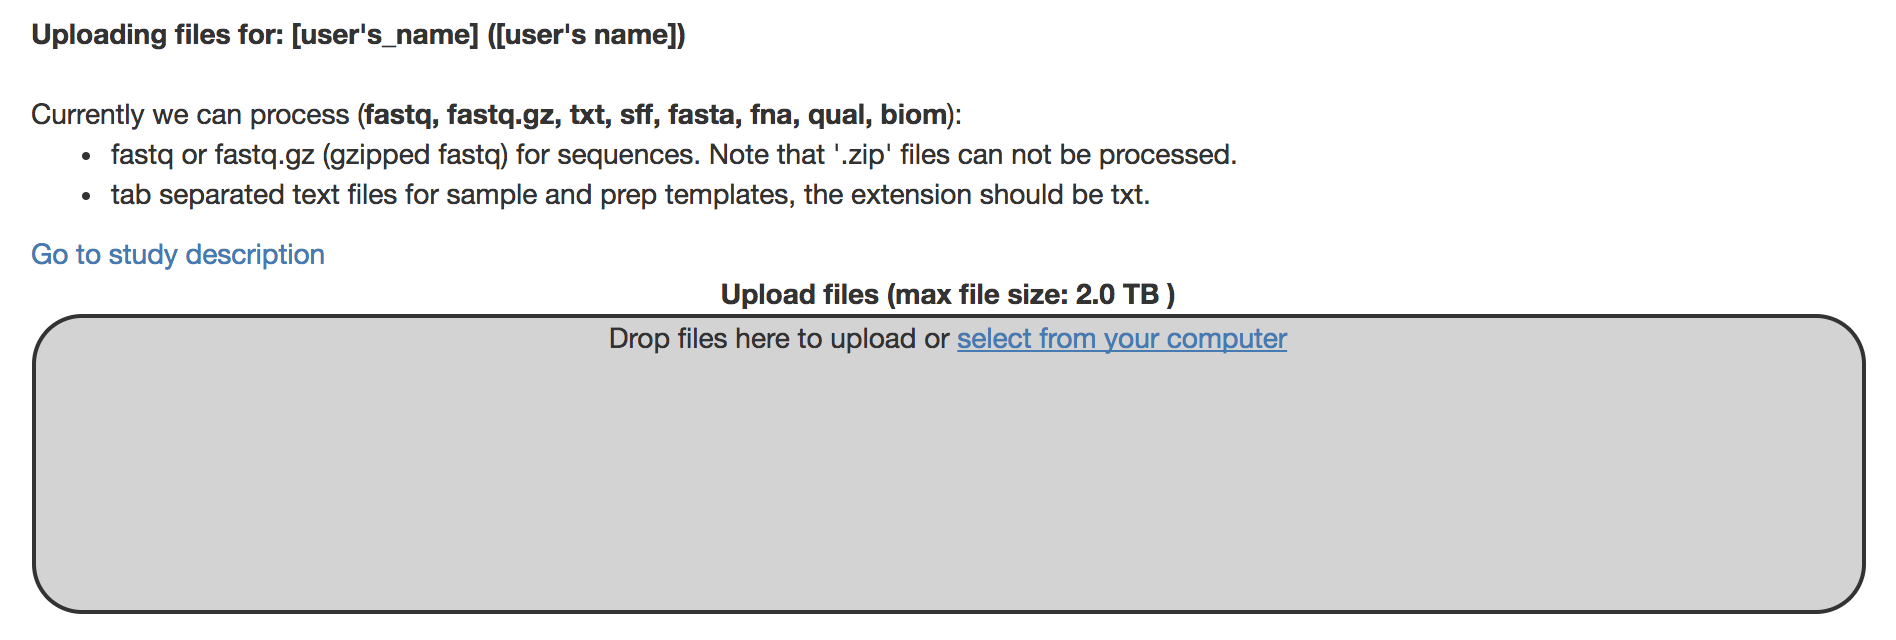 Uploading files for: [user's_name] ([user's name])
Currently we can process (fastq, fastq.gz, txt, sff, fasta, fna, qual, biom):
• fastq or fastq.gz (gzipped fastq) for sequences. Note that '.zip' files can not be processed.
• tab separated text files for sample and prep templates, the extension should be txt.
Go to study description
Upload files (max file size: 2.0 TB )
Drop files here to upload or select from your computer